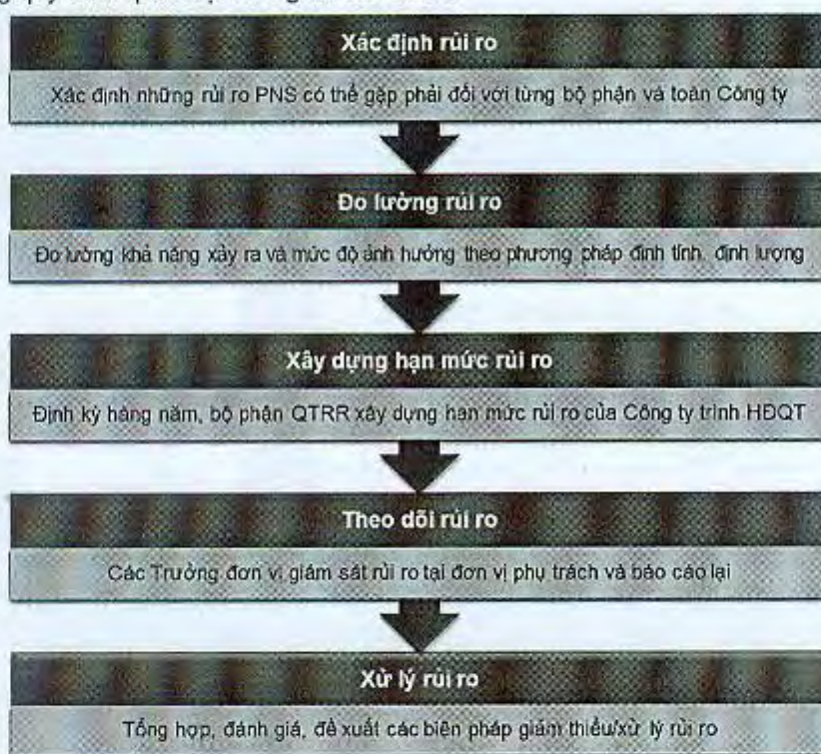 Xác định rủi ro
Xác định những rủi ro PNS có thể gặp phải đối với từng bộ phận và toàn Công ty
Đo lường rủi ro
Đo lường khả năng xảy ra và mức độ ảnh hưởng theo phương pháp định tính, định lượng
Xây dựng hạn mức rủi ro
Định kỳ hàng năm, bộ phận QTRR xây dựng hạn mức rủi ro của Công ty trình HĐQT
Theo dõi rủi ro
Các Trưởng đơn vị giám sát rủi ro tại đơn vị phụ trách và báo cáo lại
Xử lý rủi ro
Tổng hợp, đánh giá, đề xuất các biện pháp giảm thiểu/xử lý rủi ro